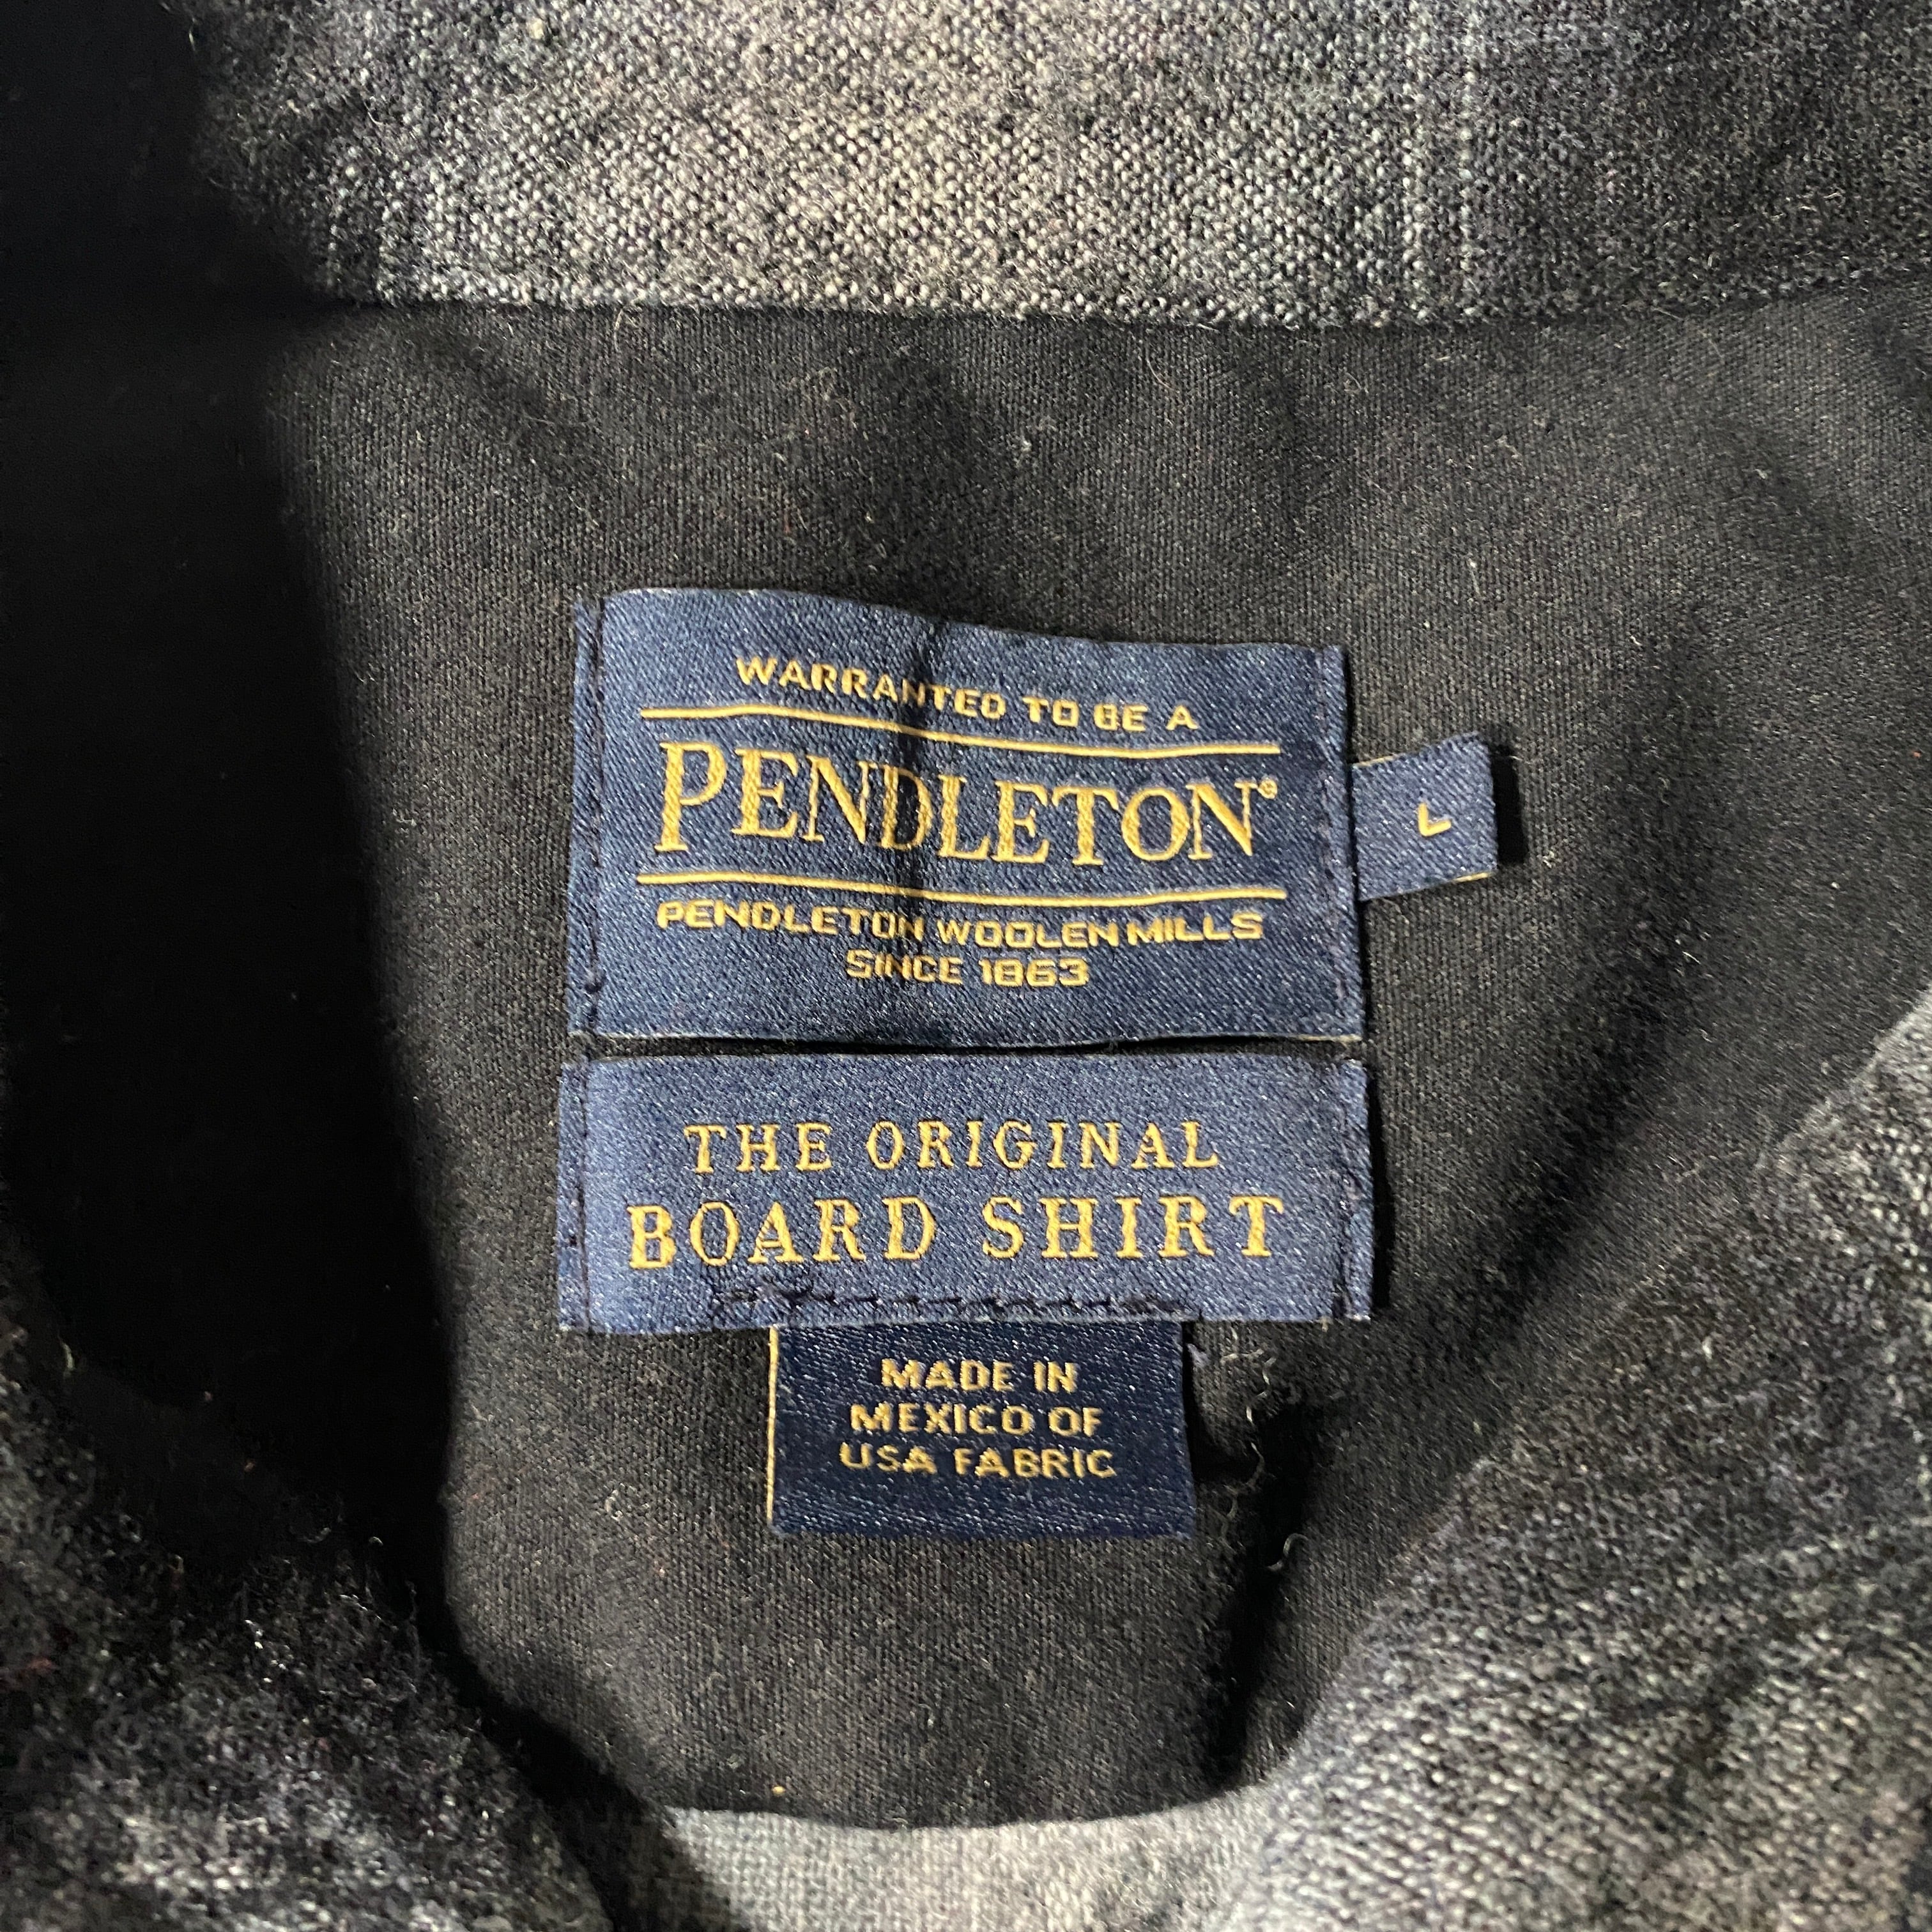 WARRANTED TO BE A
PENDLETON®
L
PENDLETON WOOLEN MILLS
SINCE 1863
THE ORIGINAL
BOARD SHIRT
MADE IN
MEXICO OF
USA FABRIC